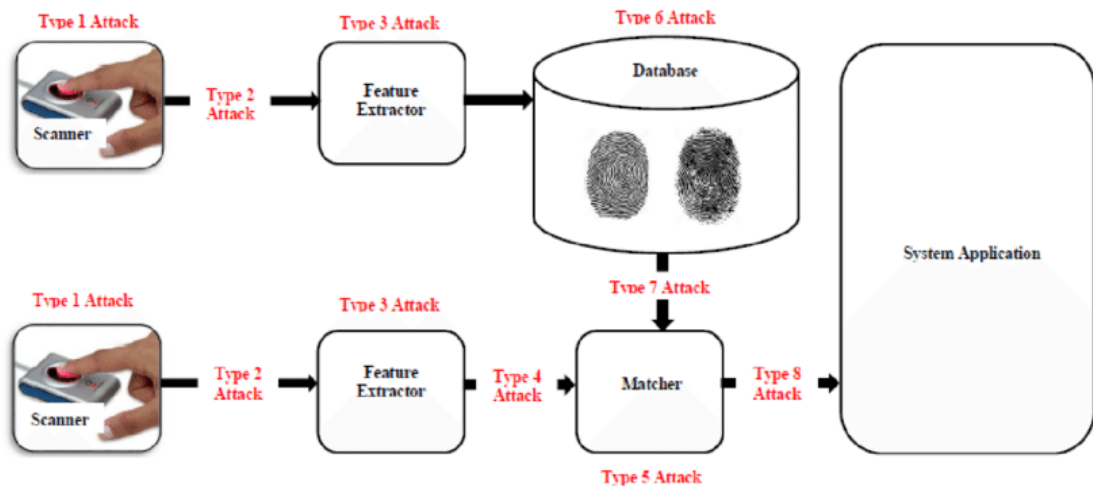 Type 1 Attack
Type 3 Attack
Type 6 Attack
Scanner
Type 2
Attack
Feature
Extractor
Database
System Application
Type 7 Attack
Type 1 Attack
Type 3 Attack
Scanner
Type 2
Attack
Feature
Extractor
Type 4
Attack
Matcher
Type 8
Attack
Type 5 Attack